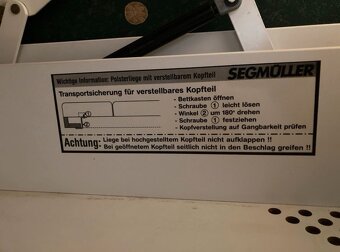 Wichtige Information: Polsterliege mit verstellbarem Kopfteil
SEGMÜLLER
Transportsicherung für verstellbares Kopfteil
- Bettkasten öffnen
- Schraube ① leicht lösen
- Winkel ② um 180° drehen
- Schraube ① festziehen
- Kopfverstellung auf Gangbarkeit prüfen
Achtung:
- Liege bei hochgestelltem Kopfteil nicht aufklappen !!
- Bei geöffnetem Kopfteil seitlich nicht in den Beschlag greifen !!